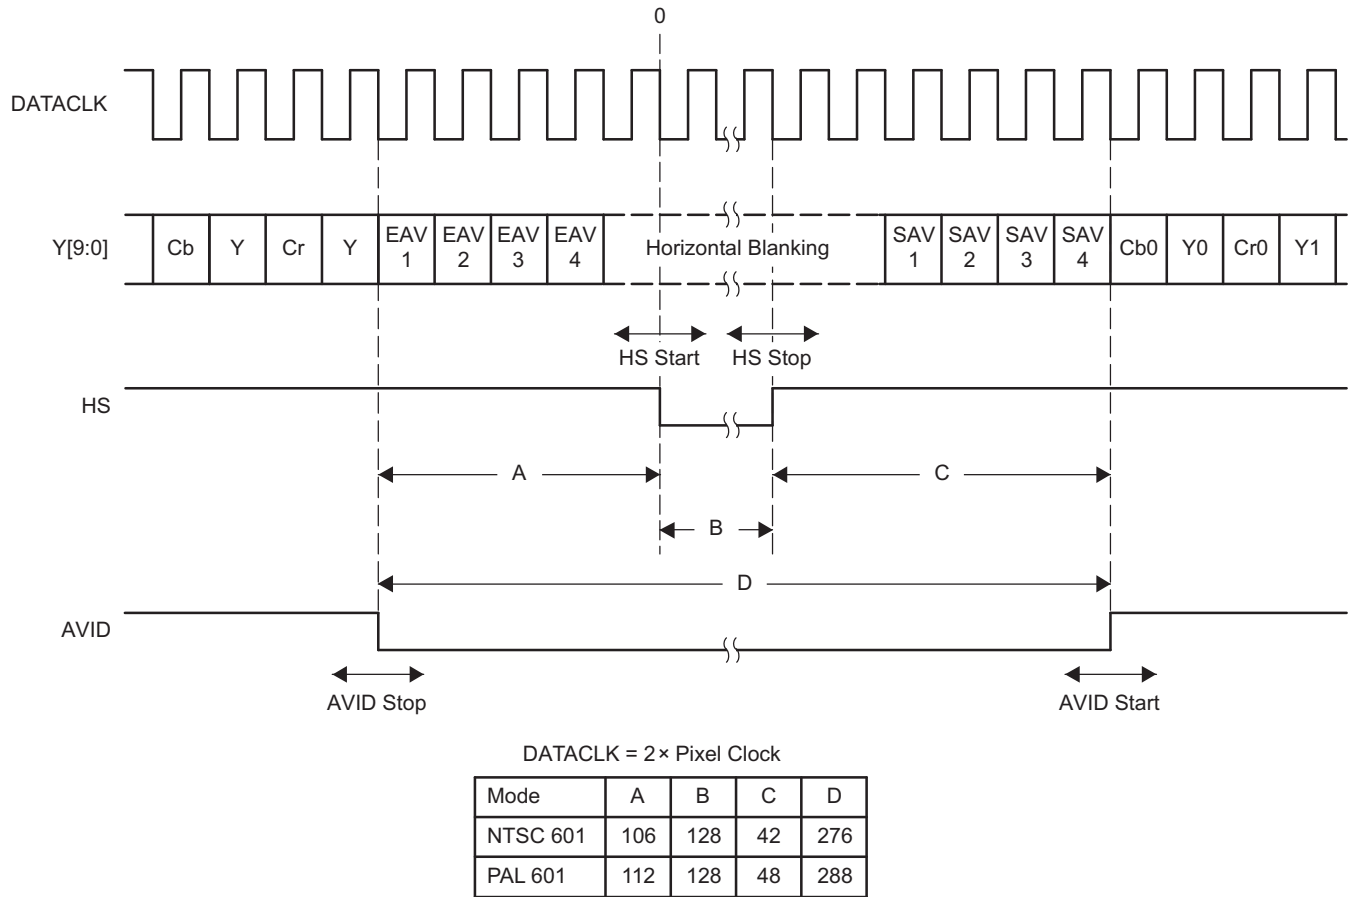 0
DATACLK
Y[9:0]
Cb
Y
Cr
Y
EAV
1
EAV
2
EAV
3
EAV
4
Horizontal Blanking
SAV
1
SAV
2
SAV
3
SAV
4
Cb0
Y0
Cr0
Y1
HS Start
HS Stop
HS
A
C
B
D
AVID
AVID Stop
AVID Start
DATACLK = 2× Pixel Clock
Mode A B C D
NTSC 601 106 128 42 276
PAL 601 112 128 48 288